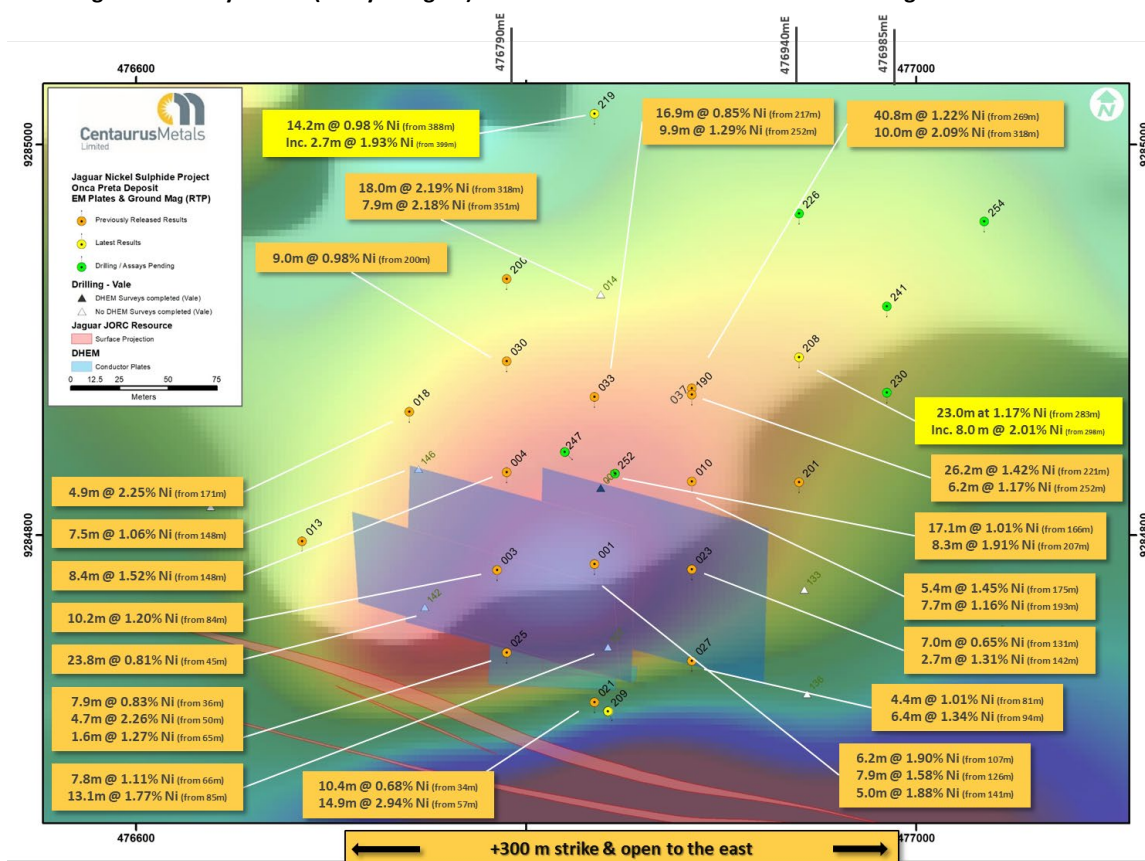 476790mE
476940mE
476985mE
476600
477000
9285000
9285000
CentaurusMetals
Limited
Jaguar Nickel Sulphide Project
Onca Preta Deposit
EM Plates & Ground Mag (RTP)
Previously Released Results
Latest Results
Drilling / Assays Pending
Drilling - Vale
DHEM Surveys completed (Vale)
No DHEM Surveys completed (Vale)
Jaguar JORC Resource
Surface Projection
DHEM
Conductor Plates
0 12.5 25 50 75
Meters
14.2m @ 0.98 % Ni (from 388m)
Inc. 2.7m @ 1.93% Ni (from 399m)
219
16.9m @ 0.85% Ni (from 217m)
9.9m @ 1.29% Ni (from 252m)
40.8m @ 1.22% Ni (from 269m)
10.0m @ 2.09% Ni (from 318m)
18.0m @ 2.19% Ni (from 318m)
7.9m @ 2.18% Ni (from 351m)
226
254
9.0m @ 0.98% Ni (from 200m)
200
014
241
030
208
033
037
190
230
018
23.0m at 1.17% Ni (from 283m)
Inc. 8.0 m @ 2.01% Ni (from 298m)
247
146
004
252
010
201
26.2m @ 1.42% Ni (from 221m)
6.2m @ 1.17% Ni (from 252m)
4.9m @ 2.25% Ni (from 171m)
7.5m @ 1.06% Ni (from 148m)
17.1m @ 1.01% Ni (from 166m)
8.3m @ 1.91% Ni (from 207m)
013
9284800
9284800
003
001
023
133
8.4m @ 1.52% Ni (from 148m)
5.4m @ 1.45% Ni (from 175m)
7.7m @ 1.16% Ni (from 193m)
10.2m @ 1.20% Ni (from 84m)
142
7.0m @ 0.65% Ni (from 131m)
2.7m @ 1.31% Ni (from 142m)
23.8m @ 0.81% Ni (from 45m)
025
027
136
021
209
7.9m @ 0.83% Ni (from 36m)
4.7m @ 2.26% Ni (from 50m)
1.6m @ 1.27% Ni (from 65m)
4.4m @ 1.01% Ni (from 81m)
6.4m @ 1.34% Ni (from 94m)
7.8m @ 1.11% Ni (from 66m)
13.1m @ 1.77% Ni (from 85m)
10.4m @ 0.68% Ni (from 34m)
14.9m @ 2.94% Ni (from 57m)
6.2m @ 1.90% Ni (from 107m)
7.9m @ 1.58% Ni (from 126m)
5.0m @ 1.88% Ni (from 141m)
476600
477000
+300 m strike & open to the east